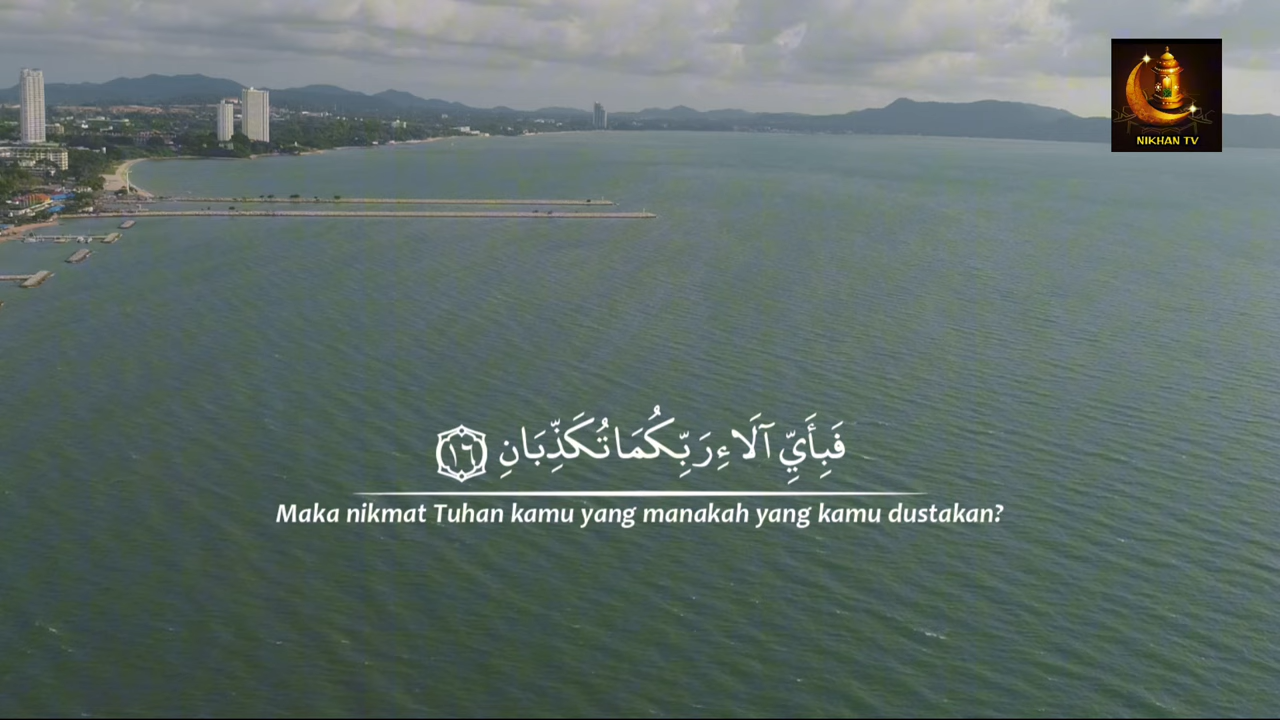 NIKHAN TV
فَبِأَيِّ آلَاءِ رَبِّكُمَا تُكَذِّبَانِ ١٦
Maka nikmat Tuhan kamu yang manakah yang kamu dustakan?